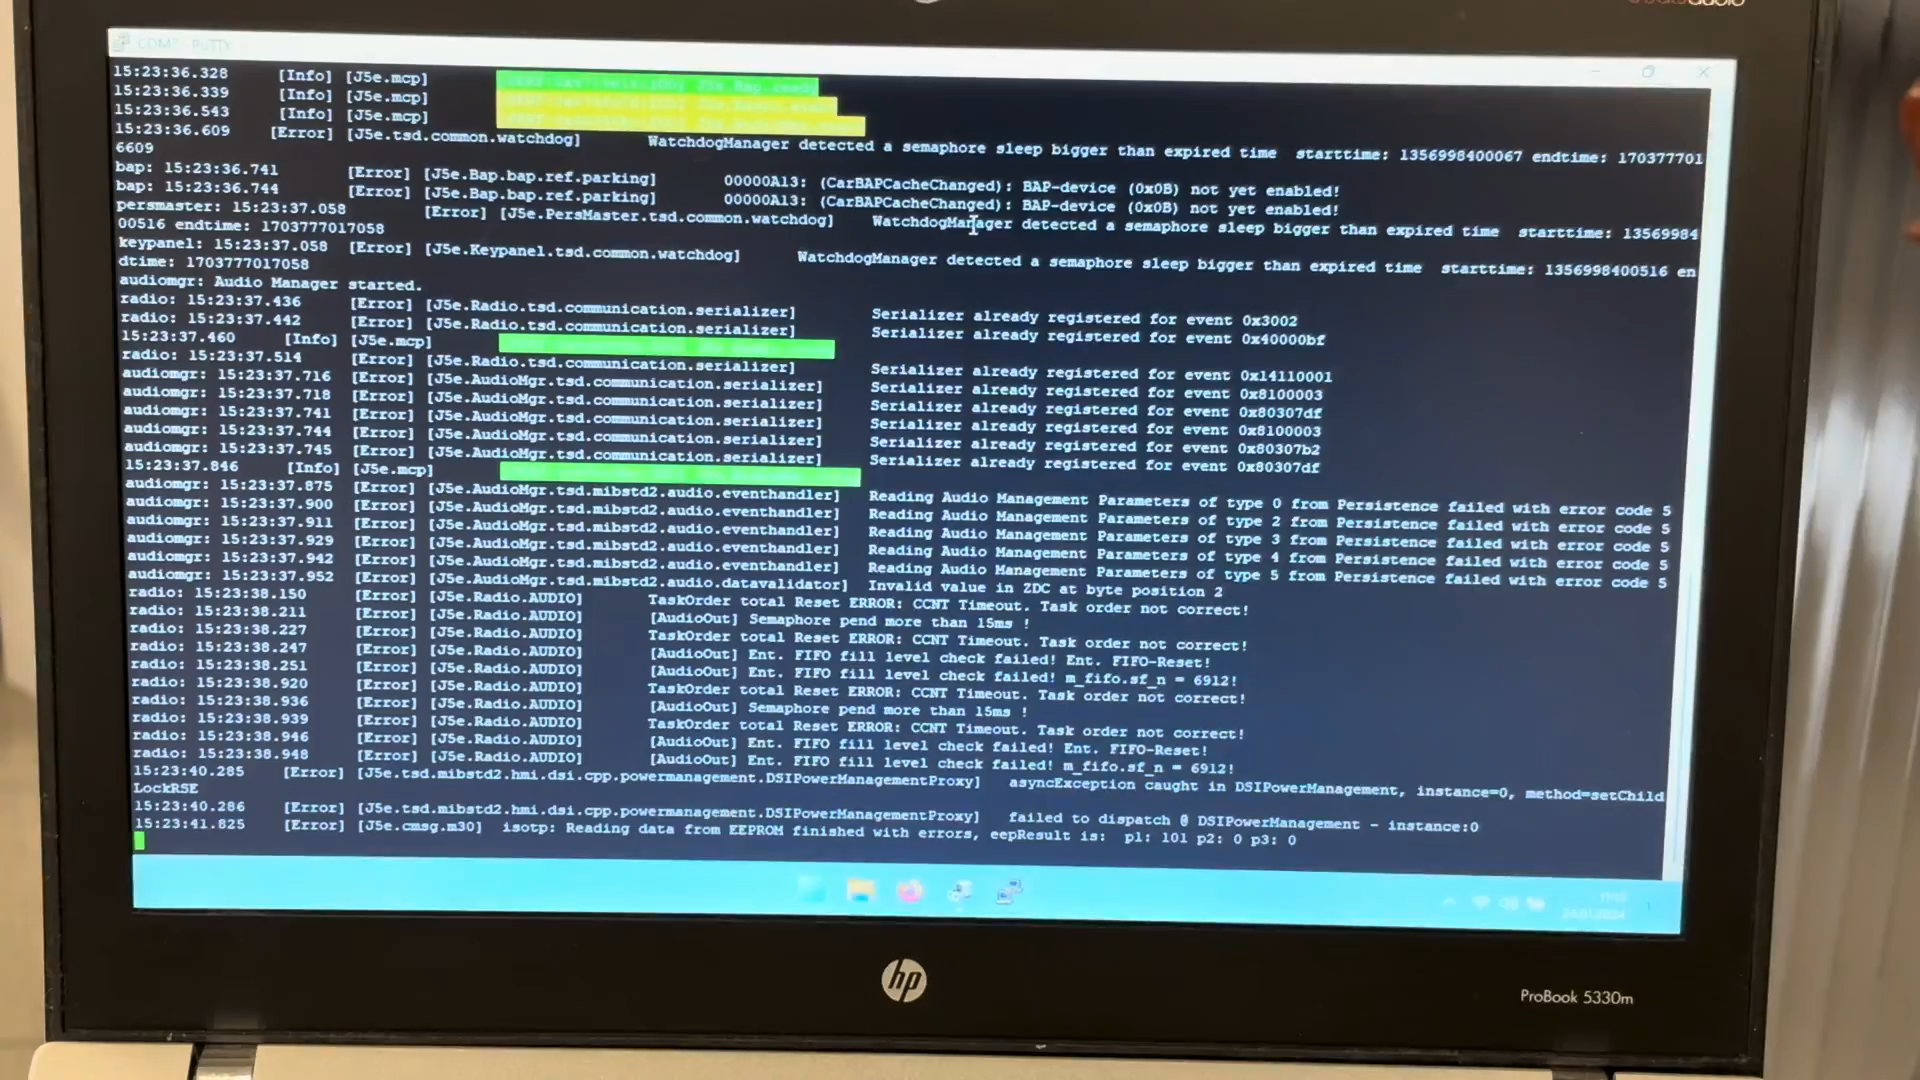 COM7 - PuTTY
15:23:36.328 [Info] [J5e.mcp] J5e Bap ready
15:23:36.339 [Info] [J5e.mcp]
15:23:36.543 [Info] [J5e.mcp]
15:23:36.609 [Error] [J5e.tsd.common.watchdog] WatchdogManager detected a semaphore sleep bigger than expired time starttime: 1356998400067 endtime: 170377701
6609
bap: 15:23:36.741 [Error] [J5e.Bap.bap.ref.parking] 00000A13: (CarBAPCacheChanged): BAP-device (0x0B) not yet enabled!
bap: 15:23:36.744 [Error] [J5e.Bap.bap.ref.parking] 00000A13: (CarBAPCacheChanged): BAP-device (0x0B) not yet enabled!
persmaster: 15:23:37.058 [Error] [J5e.PersMaster.tsd.common.watchdog] WatchdogManager detected a semaphore sleep bigger than expired time starttime: 13569984
00516 endtime: 1703777017058
keypanel: 15:23:37.058 [Error] [J5e.Keypanel.tsd.common.watchdog] WatchdogManager detected a semaphore sleep bigger than expired time starttime: 1356998400516 en
dtime: 1703777017058
audiomgr: Audio Manager started.
radio: 15:23:37.436 [Error] [J5e.Radio.tsd.communication.serializer] Serializer already registered for event 0x3002
radio: 15:23:37.442 [Error] [J5e.Radio.tsd.communication.serializer] Serializer already registered for event 0x40000bf
15:23:37.460 [Info] [J5e.mcp]
radio: 15:23:37.514 [Error] [J5e.Radio.tsd.communication.serializer] Serializer already registered for event 0x14110001
audiomgr: 15:23:37.716 [Error] [J5e.AudioMgr.tsd.communication.serializer] Serializer already registered for event 0x8100003
audiomgr: 15:23:37.718 [Error] [J5e.AudioMgr.tsd.communication.serializer] Serializer already registered for event 0x80307df
audiomgr: 15:23:37.741 [Error] [J5e.AudioMgr.tsd.communication.serializer] Serializer already registered for event 0x8100003
audiomgr: 15:23:37.744 [Error] [J5e.AudioMgr.tsd.communication.serializer] Serializer already registered for event 0x80307b2
audiomgr: 15:23:37.745 [Error] [J5e.AudioMgr.tsd.communication.serializer] Serializer already registered for event 0x80307df
15:23:37.846 [Info] [J5e.mcp]
audiomgr: 15:23:37.875 [Error] [J5e.AudioMgr.tsd.mibstd2.audio.eventhandler] Reading Audio Management Parameters of type 0 from Persistence failed with error code 5
audiomgr: 15:23:37.900 [Error] [J5e.AudioMgr.tsd.mibstd2.audio.eventhandler] Reading Audio Management Parameters of type 2 from Persistence failed with error code 5
audiomgr: 15:23:37.911 [Error] [J5e.AudioMgr.tsd.mibstd2.audio.eventhandler] Reading Audio Management Parameters of type 3 from Persistence failed with error code 5
audiomgr: 15:23:37.929 [Error] [J5e.AudioMgr.tsd.mibstd2.audio.eventhandler] Reading Audio Management Parameters of type 4 from Persistence failed with error code 5
audiomgr: 15:23:37.942 [Error] [J5e.AudioMgr.tsd.mibstd2.audio.eventhandler] Reading Audio Management Parameters of type 5 from Persistence failed with error code 5
audiomgr: 15:23:37.952 [Error] [J5e.AudioMgr.tsd.mibstd2.audio.datavalidator] Invalid value in ZDC at byte position 2
radio: 15:23:38.150 [Error] [J5e.Radio.AUDIO] TaskOrder total Reset ERROR: CCNT Timeout. Task order not correct!
radio: 15:23:38.211 [Error] [J5e.Radio.AUDIO] [AudioOut] Semaphore pend more than 15ms !
radio: 15:23:38.227 [Error] [J5e.Radio.AUDIO] TaskOrder total Reset ERROR: CCNT Timeout. Task order not correct!
radio: 15:23:38.247 [Error] [J5e.Radio.AUDIO] [AudioOut] Ent. FIFO fill level check failed! Ent. FIFO-Reset!
radio: 15:23:38.251 [Error] [J5e.Radio.AUDIO] [AudioOut] Ent. FIFO fill level check failed! m_fifo.sf_n = 6912!
radio: 15:23:38.920 [Error] [J5e.Radio.AUDIO] TaskOrder total Reset ERROR: CCNT Timeout. Task order not correct!
radio: 15:23:38.936 [Error] [J5e.Radio.AUDIO] [AudioOut] Semaphore pend more than 15ms !
radio: 15:23:38.939 [Error] [J5e.Radio.AUDIO] TaskOrder total Reset ERROR: CCNT Timeout. Task order not correct!
radio: 15:23:38.946 [Error] [J5e.Radio.AUDIO] [AudioOut] Ent. FIFO fill level check failed! Ent. FIFO-Reset!
radio: 15:23:38.948 [Error] [J5e.Radio.AUDIO] [AudioOut] Ent. FIFO fill level check failed! m_fifo.sf_n = 6912!
15:23:40.285 [Error] [J5e.tsd.mibstd2.hmi.dsi.cpp.powermanagement.DSIPowerManagementProxy] asyncException caught in DSIPowerManagement, instance=0, method=setChild
LockRSE
15:23:40.286 [Error] [J5e.tsd.mibstd2.hmi.dsi.cpp.powermanagement.DSIPowerManagementProxy] failed to dispatch @ DSIPowerManagement - instance:0
15:23:41.825 [Error] [J5e.cmsg.m30] isotp: Reading data from EEPROM finished with errors, eepResult is: p1: 101 p2: 0 p3: 0
hp
ProBook 5330m